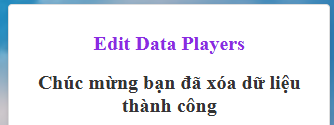 Edit Data Players
Chúc mừng bạn đã xóa dữ liệu
thành công